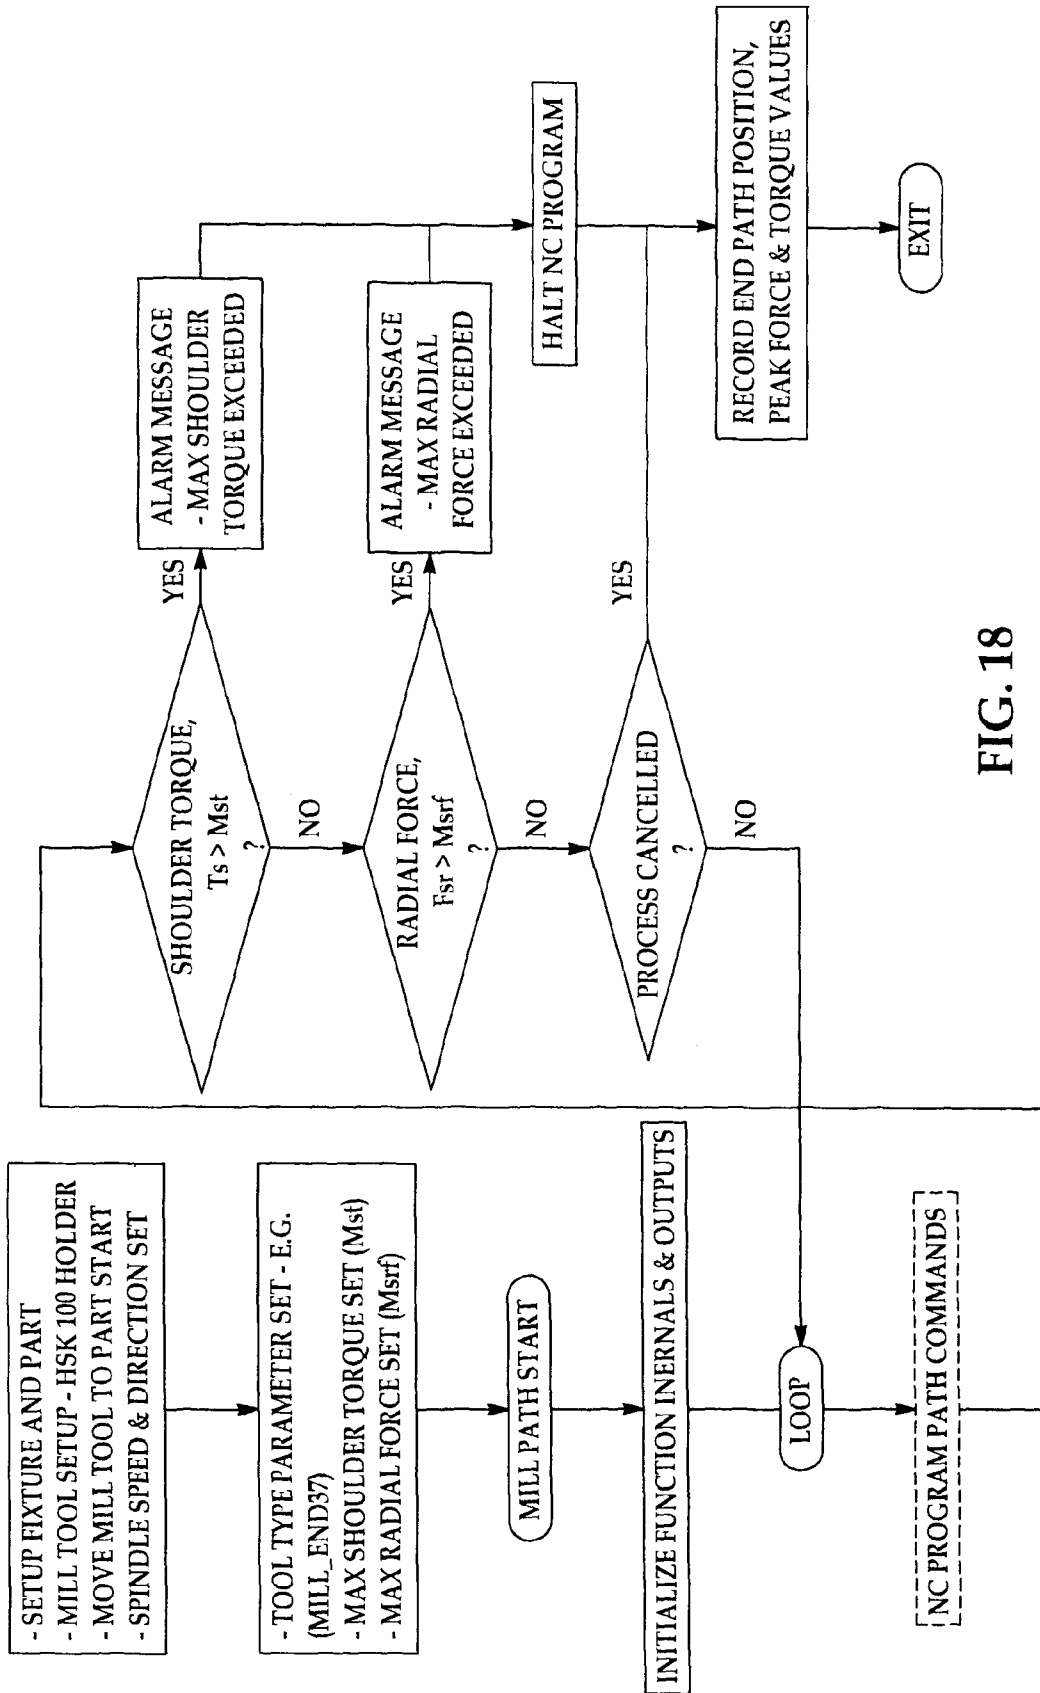 - SETUP FIXTURE AND PART
- MILL TOOL SETUP - HSK 100 HOLDER
- MOVE MILL TOOL TO PART START
- SPINDLE SPEED & DIRECTION SET
- TOOL TYPE PARAMETER SET - E.G.
(MILL_END37)
- MAX SHOULDER TORQUE SET (Mst)
- MAX RADIAL FORCE SET (Msrf)
MILL PATH START
INITIALIZE FUNCTION INERNALS & OUTPUTS
LOOP
NC PROGRAM PATH COMMANDS
SHOULDER TORQUE,
Ts > Mst
?
YES
NO
ALARM MESSAGE
- MAX SHOULDER
TORQUE EXCEEDED
RADIAL FORCE,
Fsr > Msrf
?
YES
NO
ALARM MESSAGE
- MAX RADIAL
FORCE EXCEEDED
PROCESS CANCELLED
?
YES
NO
HALT NC PROGRAM
RECORD END PATH POSITION,
PEAK FORCE & TORQUE VALUES
EXIT
FIG. 18